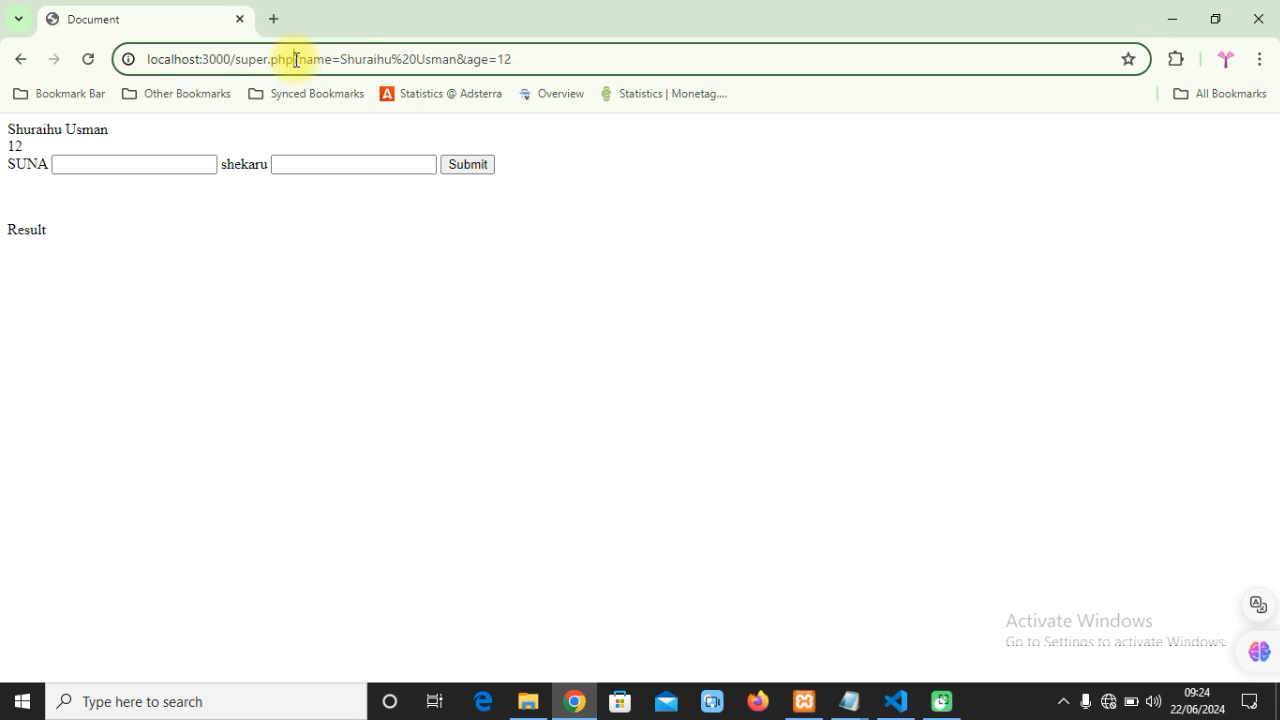 Document
localhost:3000/super.php?name=Shuraihu%20Usman&age=12
Bookmark Bar Other Bookmarks Synced Bookmarks Statistics @ Adsterra Overview Statistics | Monetag.... All Bookmarks
Shuraihu Usman
12
SUNA shekaru Submit
Result
Activate Windows
Go to Settings to activate Windows.
Type here to search
09:24
22/06/2024